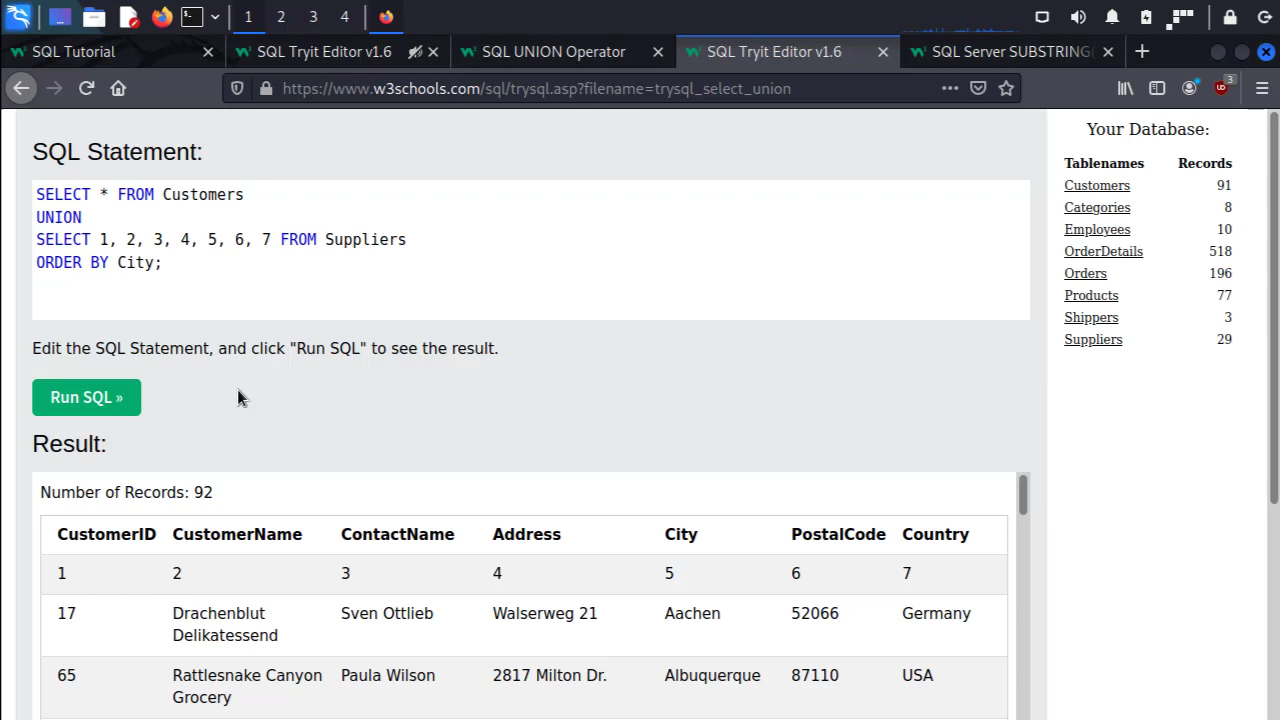 1 2 3 4
SQL Tutorial
SQL Tryit Editor v1.6
SQL UNION Operator
SQL Tryit Editor v1.6
SQL Server SUBSTRING(
https://www.w3schools.com/sql/trysql.asp?filename=trysql_select_union
3
SQL Statement:
SELECT * FROM Customers
UNION
SELECT 1, 2, 3, 4, 5, 6, 7 FROM Suppliers
ORDER BY City;
Edit the SQL Statement, and click "Run SQL" to see the result.
Run SQL »
Result:
Number of Records: 92
CustomerID CustomerName ContactName Address City PostalCode Country
1 2 3 4 5 6 7
17 Drachenblut Sven Ottlieb Walserweg 21 Aachen 52066 Germany
Delikatessend
65 Rattlesnake Canyon Paula Wilson 2817 Milton Dr. Albuquerque 87110 USA
Grocery
Your Database:
Tablenames Records
Customers 91
Categories 8
Employees 10
OrderDetails 518
Orders 196
Products 77
Shippers 3
Suppliers 29